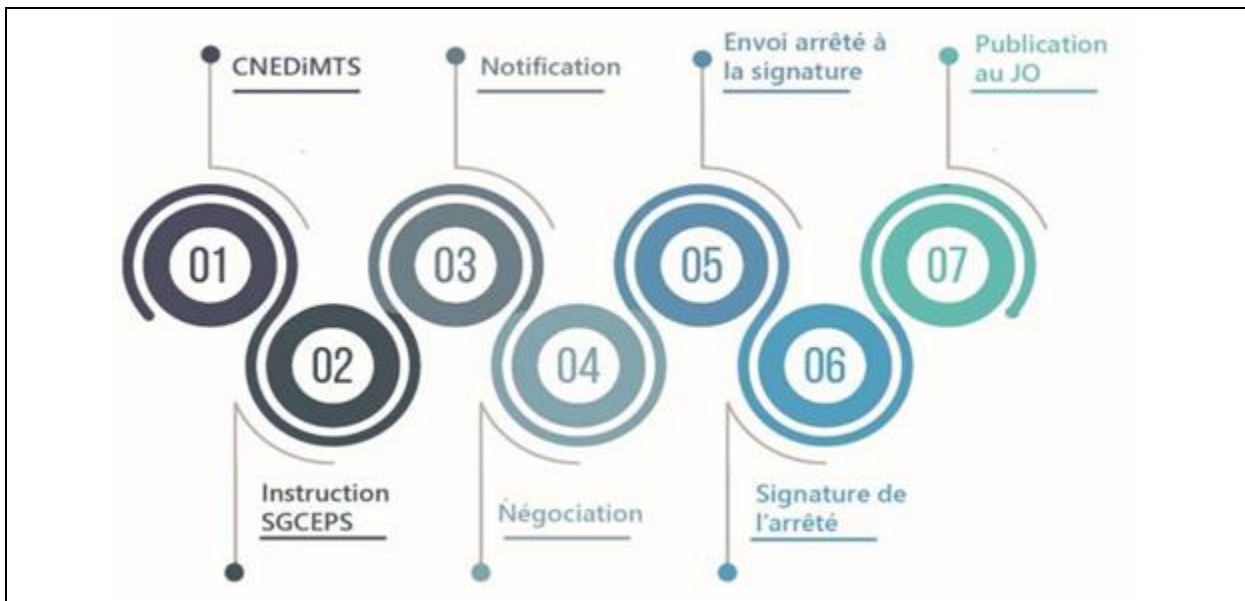 CNEDiMTS
Notification
Envoi arrêté à
la signature
Publication
au JO
01
03
05
07
02
04
06
Instruction
SGCEPS
Négociation
Signature de
l'arrêté